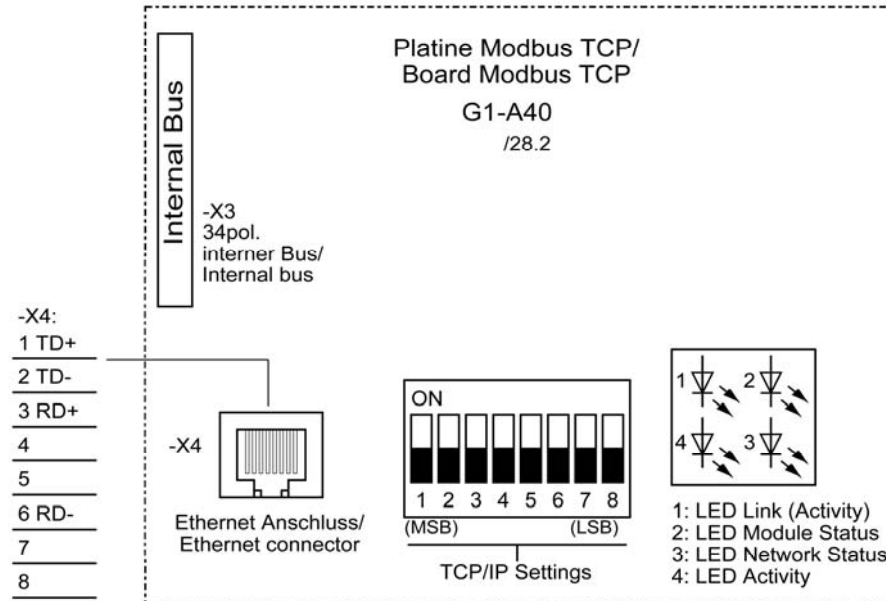 Platine Modbus TCP/
Board Modbus TCP
G1-A40
/28.2
Internal Bus
-X3
34pol.
interner Bus/
Internal bus
-X4:
1 TD+
2 TD-
3 RD+
4
5
6 RD-
7
8
-X4
Ethernet Anschluss/
Ethernet connector
ON
1 2 3 4 5 6 7 8
(MSB) (LSB)
TCP/IP Settings
1 2
4 3
1: LED Link (Activity)
2: LED Module Status
3: LED Network Status
4: LED Activity